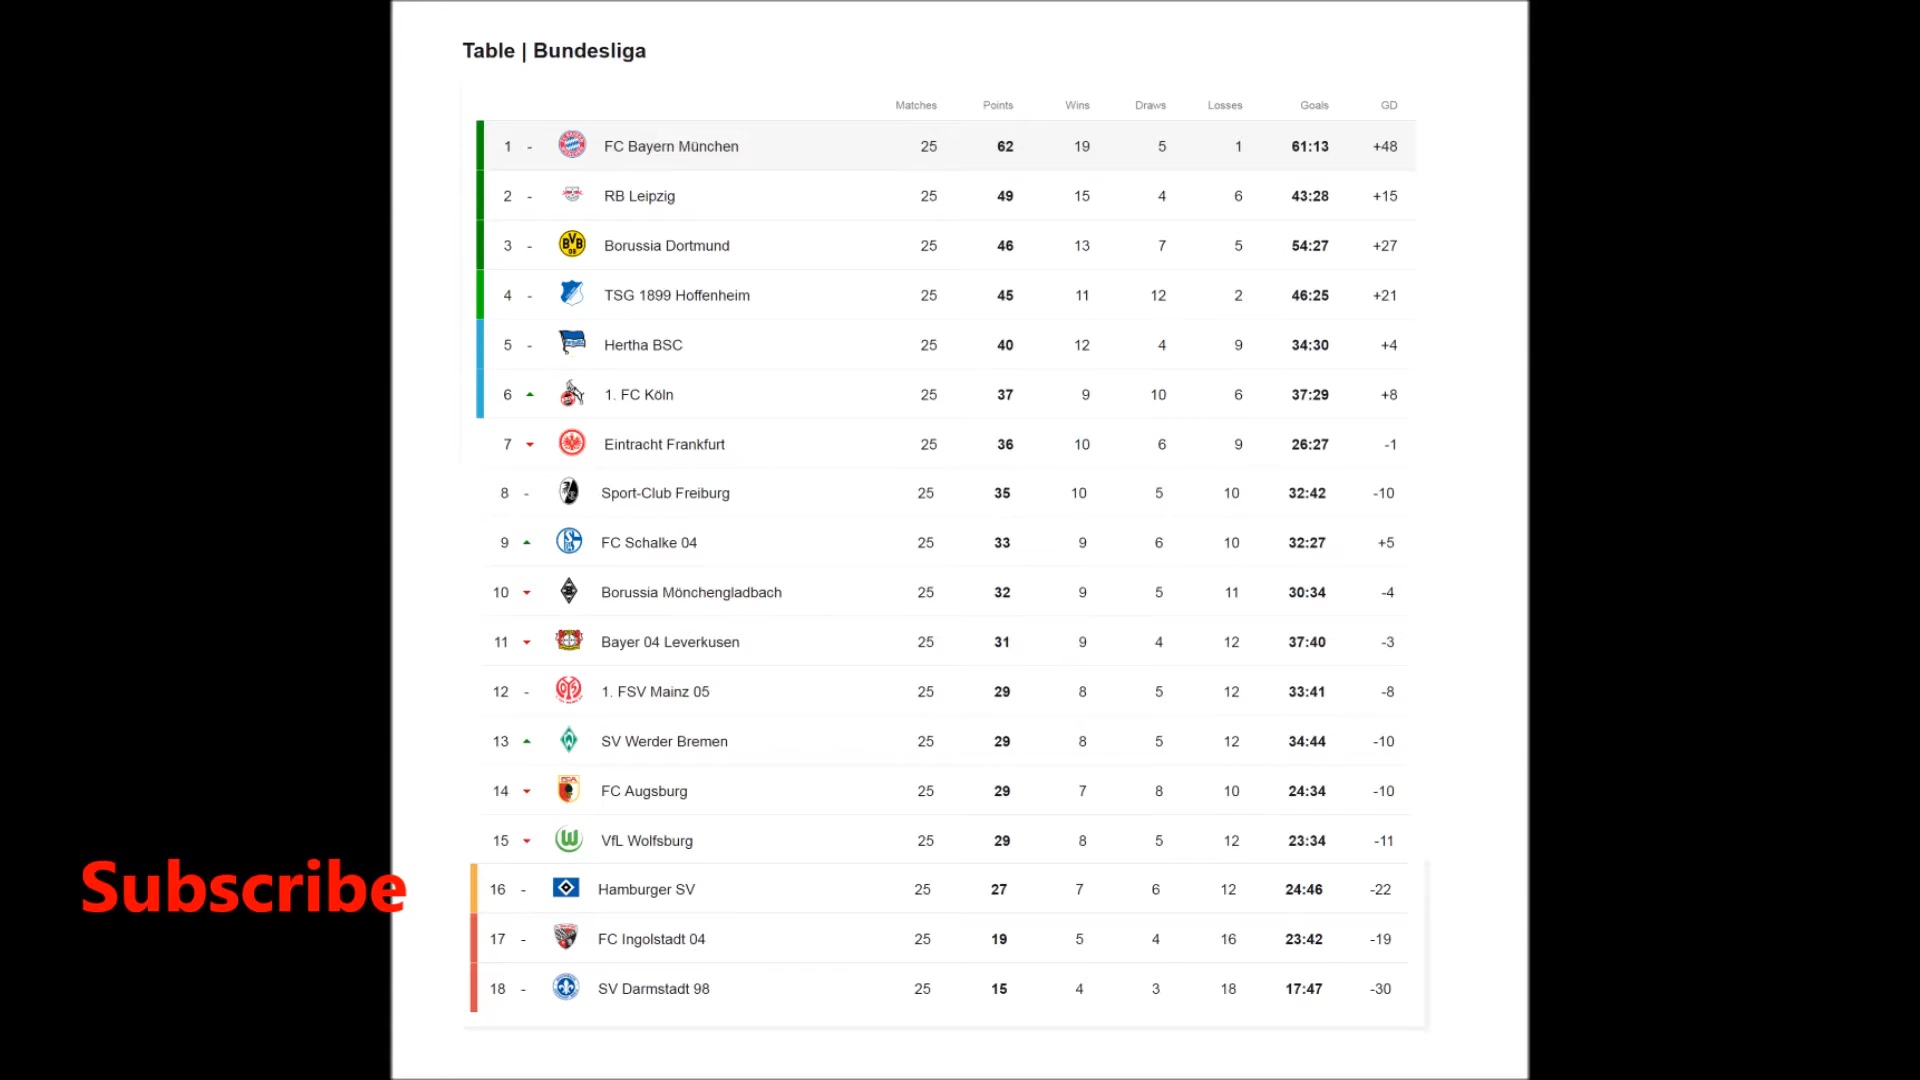 Table | Bundesliga
Matches Points Wins Draws Losses Goals GD
1 - FC Bayern München 25 62 19 5 1 61:13 +48
2 - RB Leipzig 25 49 15 4 6 43:28 +15
3 - BVB 09 Borussia Dortmund 25 46 13 7 5 54:27 +27
4 - TSG 1899 Hoffenheim 25 45 11 12 2 46:25 +21
5 - Hertha BSC 25 40 12 4 9 34:30 +4
6 1. FC Köln 25 37 9 10 6 37:29 +8
7 Eintracht Frankfurt 25 36 10 6 9 26:27 -1
8 - Sport-Club Freiburg 25 35 10 5 10 32:42 -10
9 FC Schalke 04 25 33 9 6 10 32:27 +5
10 Borussia Mönchengladbach 25 32 9 5 11 30:34 -4
11 Bayer 04 Leverkusen 25 31 9 4 12 37:40 -3
12 - 1. FSV Mainz 05 25 29 8 5 12 33:41 -8
13 W SV Werder Bremen 25 29 8 5 12 34:44 -10
14 FCA FC Augsburg 25 29 7 8 10 24:34 -10
15 W VfL Wolfsburg 25 29 8 5 12 23:34 -11
16 - Hamburger SV 25 27 7 6 12 24:46 -22
17 - FC Ingolstadt 04 25 19 5 4 16 23:42 -19
18 - SV Darmstadt 98 25 15 4 3 18 17:47 -30
Subscribe